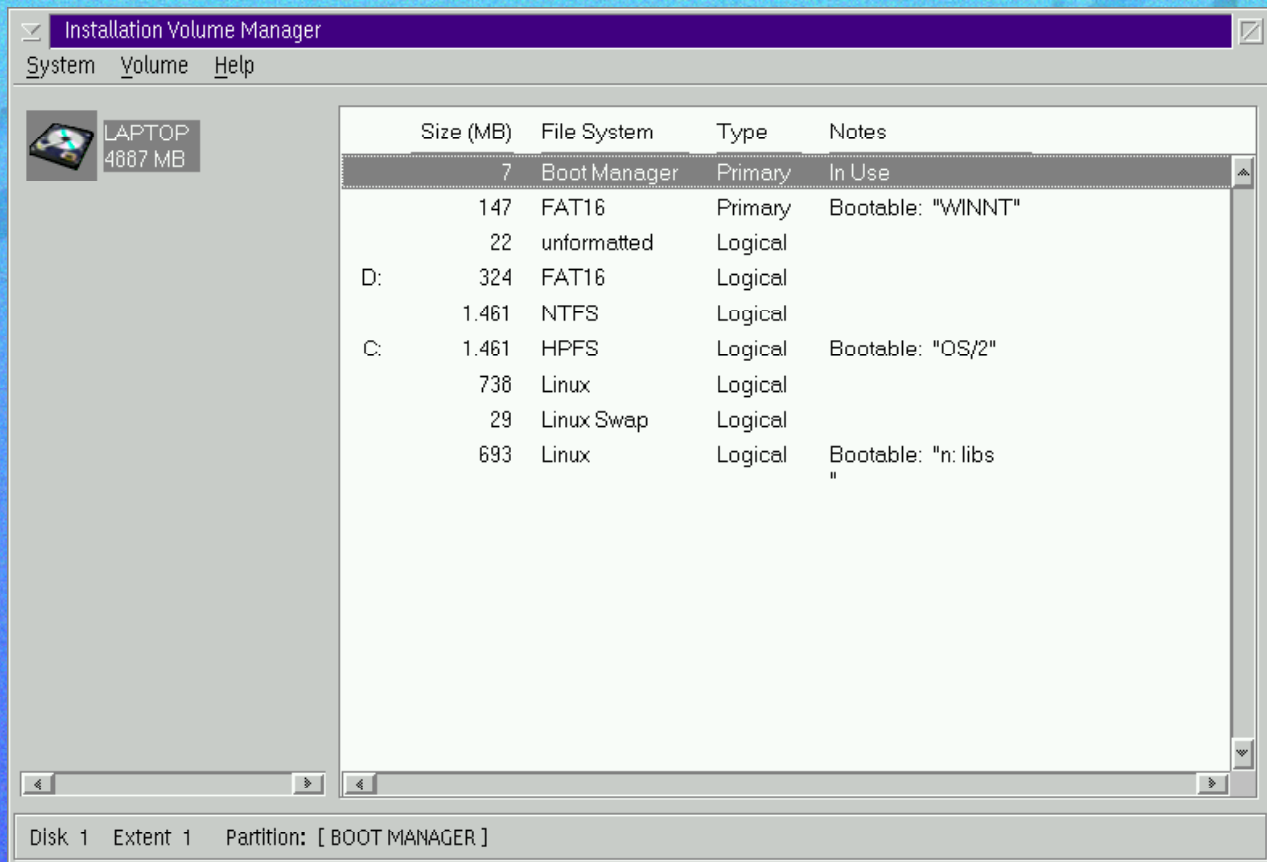 Installation Volume Manager
System Volume Help
LAPTOP
4887 MB
Size (MB) File System Type Notes
7 Boot Manager Primary In Use
147 FAT16 Primary Bootable: "WINNT"
22 unformatted Logical
D: 324 FAT16 Logical
1.461 NTFS Logical
C: 1.461 HPFS Logical Bootable: "OS/2"
738 Linux Logical
29 Linux Swap Logical
693 Linux Logical Bootable: "n: libs
"
Disk 1 Extent 1 Partition: [ BOOT MANAGER ]